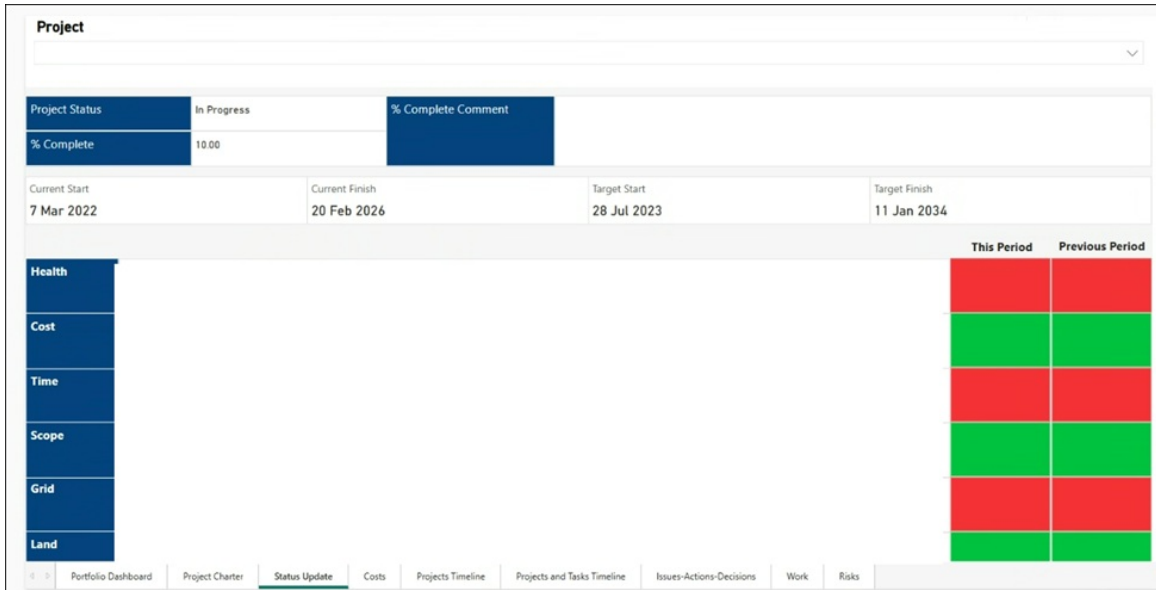 Project
Project Status In Progress % Complete Comment
% Complete 10.00
Current Start Current Finish Target Start Target Finish
7 Mar 2022 20 Feb 2026 28 Jul 2023 11 Jan 2034
This Period Previous Period
Health
Cost
Time
Scope
Grid
Land
Portfolio Dashboard Project Charter Status Update Costs Projects Timeline Projects and Tasks Timeline Issues-Actions-Decisions Work Risks